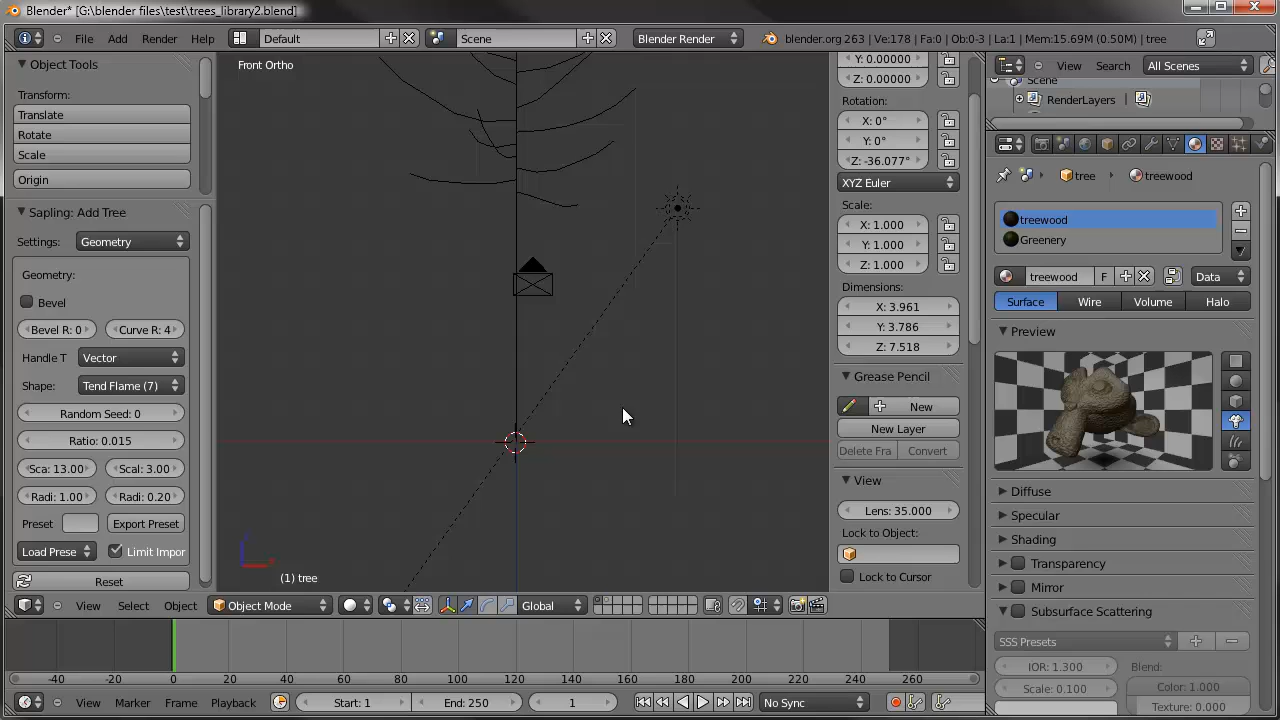 Blender* [G:\blender files\test\trees_library2.blend]
File Add Render Help Default Scene Blender Render blender.org 263 | Ve:178 | Fa:0 | Ob:0-3 | La:1 | Mem:15.69M (0.50M) | tree
Object Tools
Transform:
Translate
Rotate
Scale
Origin
Sapling: Add Tree
Settings: Geometry
Geometry:
Bevel
Bevel R: 0 Curve R: 4
Handle T Vector
Shape: Tend Flame (7)
Random Seed: 0
Ratio: 0.015
Sca: 13.00 Scal: 3.00
Radi: 1.00 Radi: 0.20
Preset Export Preset
Load Prese Limit Impor
Reset
Front Ortho
(1) tree
Y: 0.00000
Z: 0.00000
Rotation:
X: 0°
Y: 0°
Z: -36.077°
XYZ Euler
Scale:
X: 1.000
Y: 1.000
Z: 1.000
Dimensions:
X: 3.961
Y: 3.786
Z: 7.518
Grease Pencil
New
New Layer
Delete Fra Convert
View
Lens: 35.000
Lock to Object:
Lock to Cursor
View Search All Scenes
Scene
RenderLayers |
tree treewood
treewood
Greenery
treewood F Data
Surface Wire Volume Halo
Preview
Diffuse
Specular
Shading
Transparency
Mirror
Subsurface Scattering
SSS Presets
IOR: 1.300 Blend:
Scale: 0.100 Color: 1.000
Texture: 0.000
View Select Object Object Mode Global
-40 -20 0 20 40 60 80 100 120 140 160 180 200 220 240 260
View Marker Frame Playback Start: 1 End: 250 1 No Sync